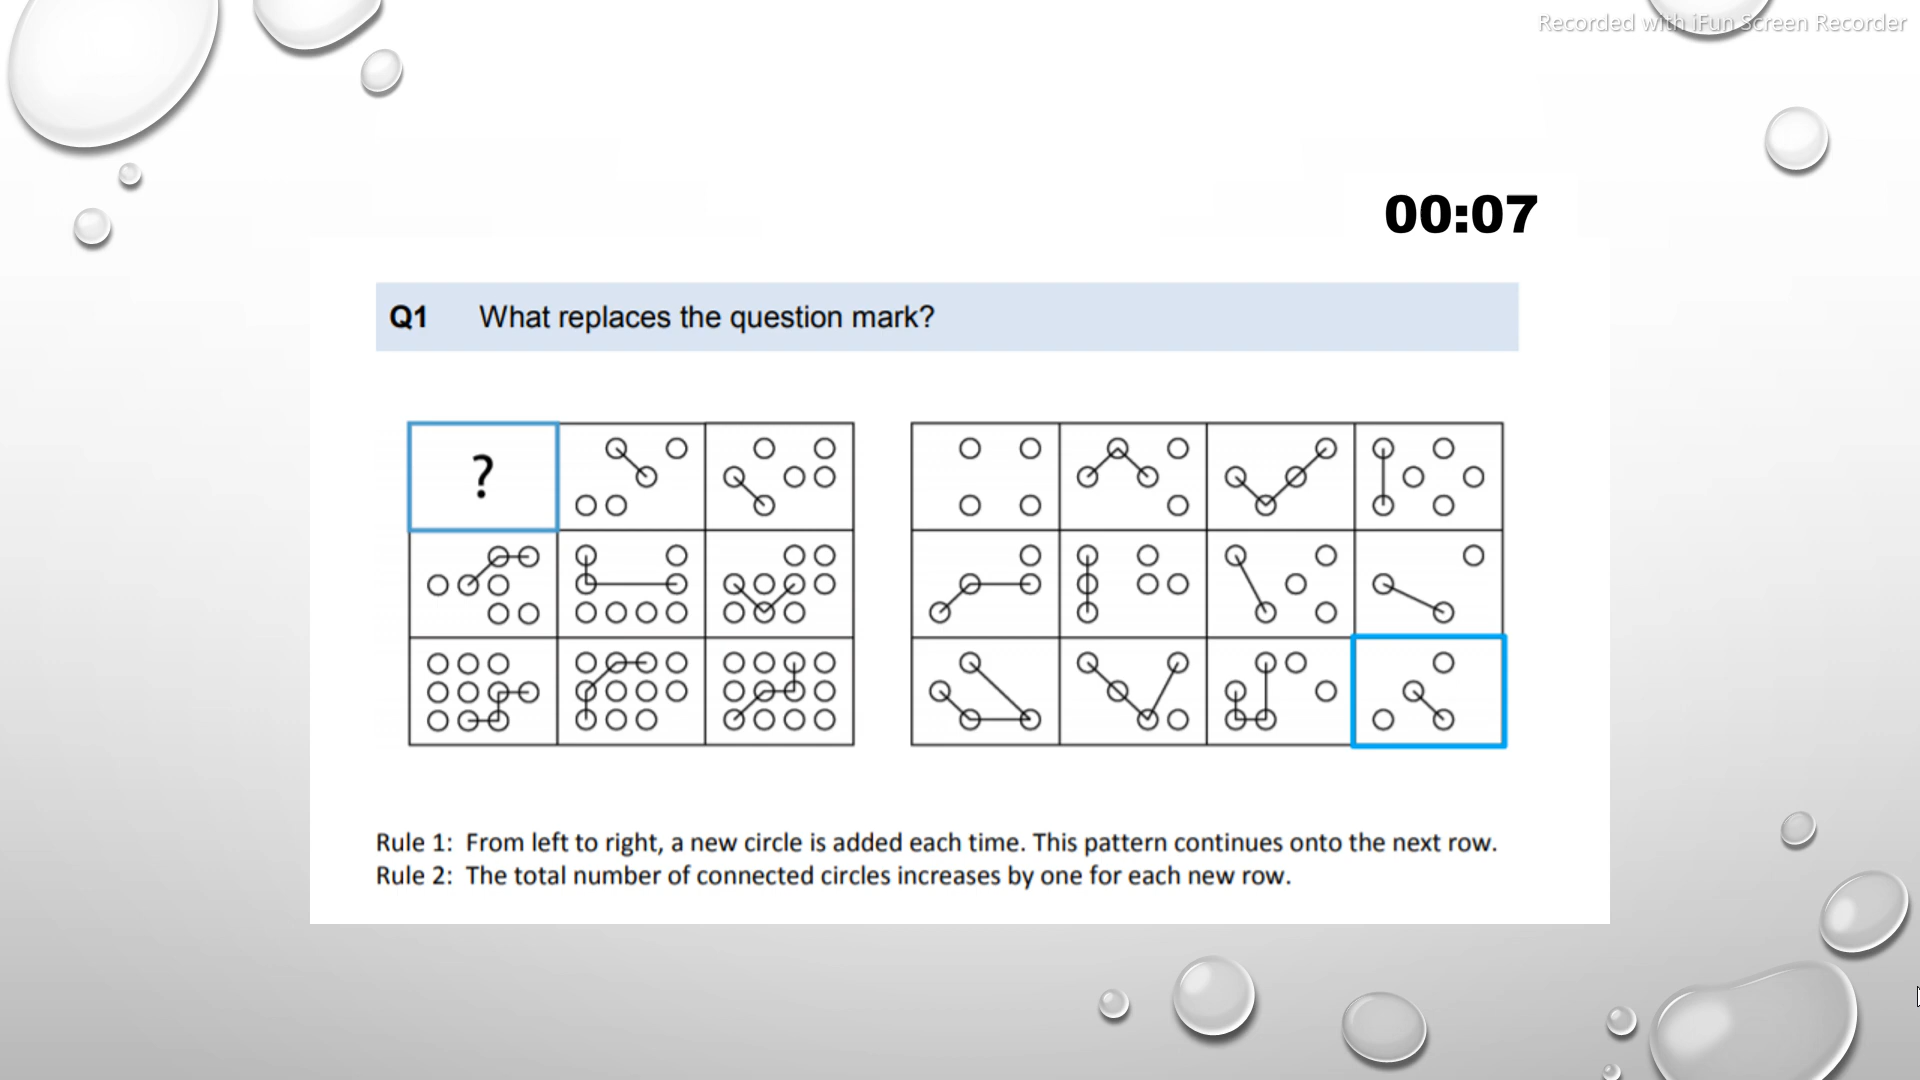 Recorded with iFun Screen Recorder
00:07
Q1 What replaces the question mark?
?
Rule 1: From left to right, a new circle is added each time. This pattern continues onto the next row.
Rule 2: The total number of connected circles increases by one for each new row.